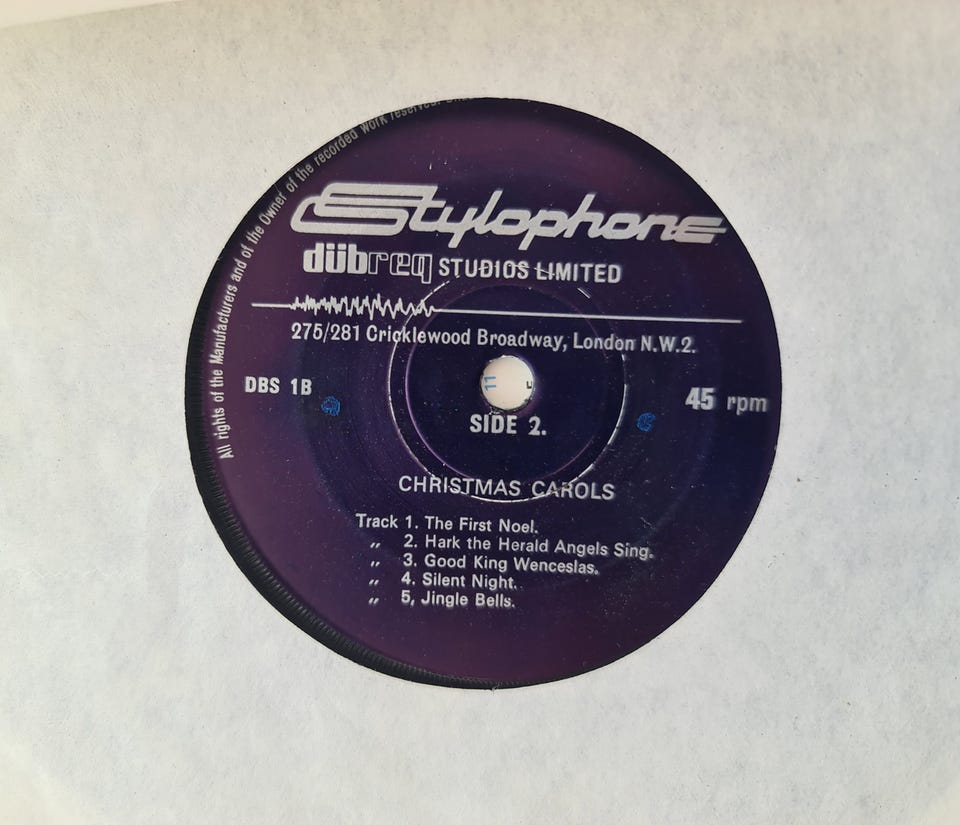 All rights of the Manufacturers and of the Owner of the recorded work reserved.
Stylophone
dübreq STUDIOS LIMITED
275/281 Cricklewood Broadway, London N.W.2.
DBS 1B
45 rpm
11
SIDE 2.
CHRISTMAS CAROLS
Track 1. The First Noel.
„ 2. Hark the Herald Angels Sing.
„ 3. Good King Wenceslas.
„ 4. Silent Night.
„ 5, Jingle Bells.